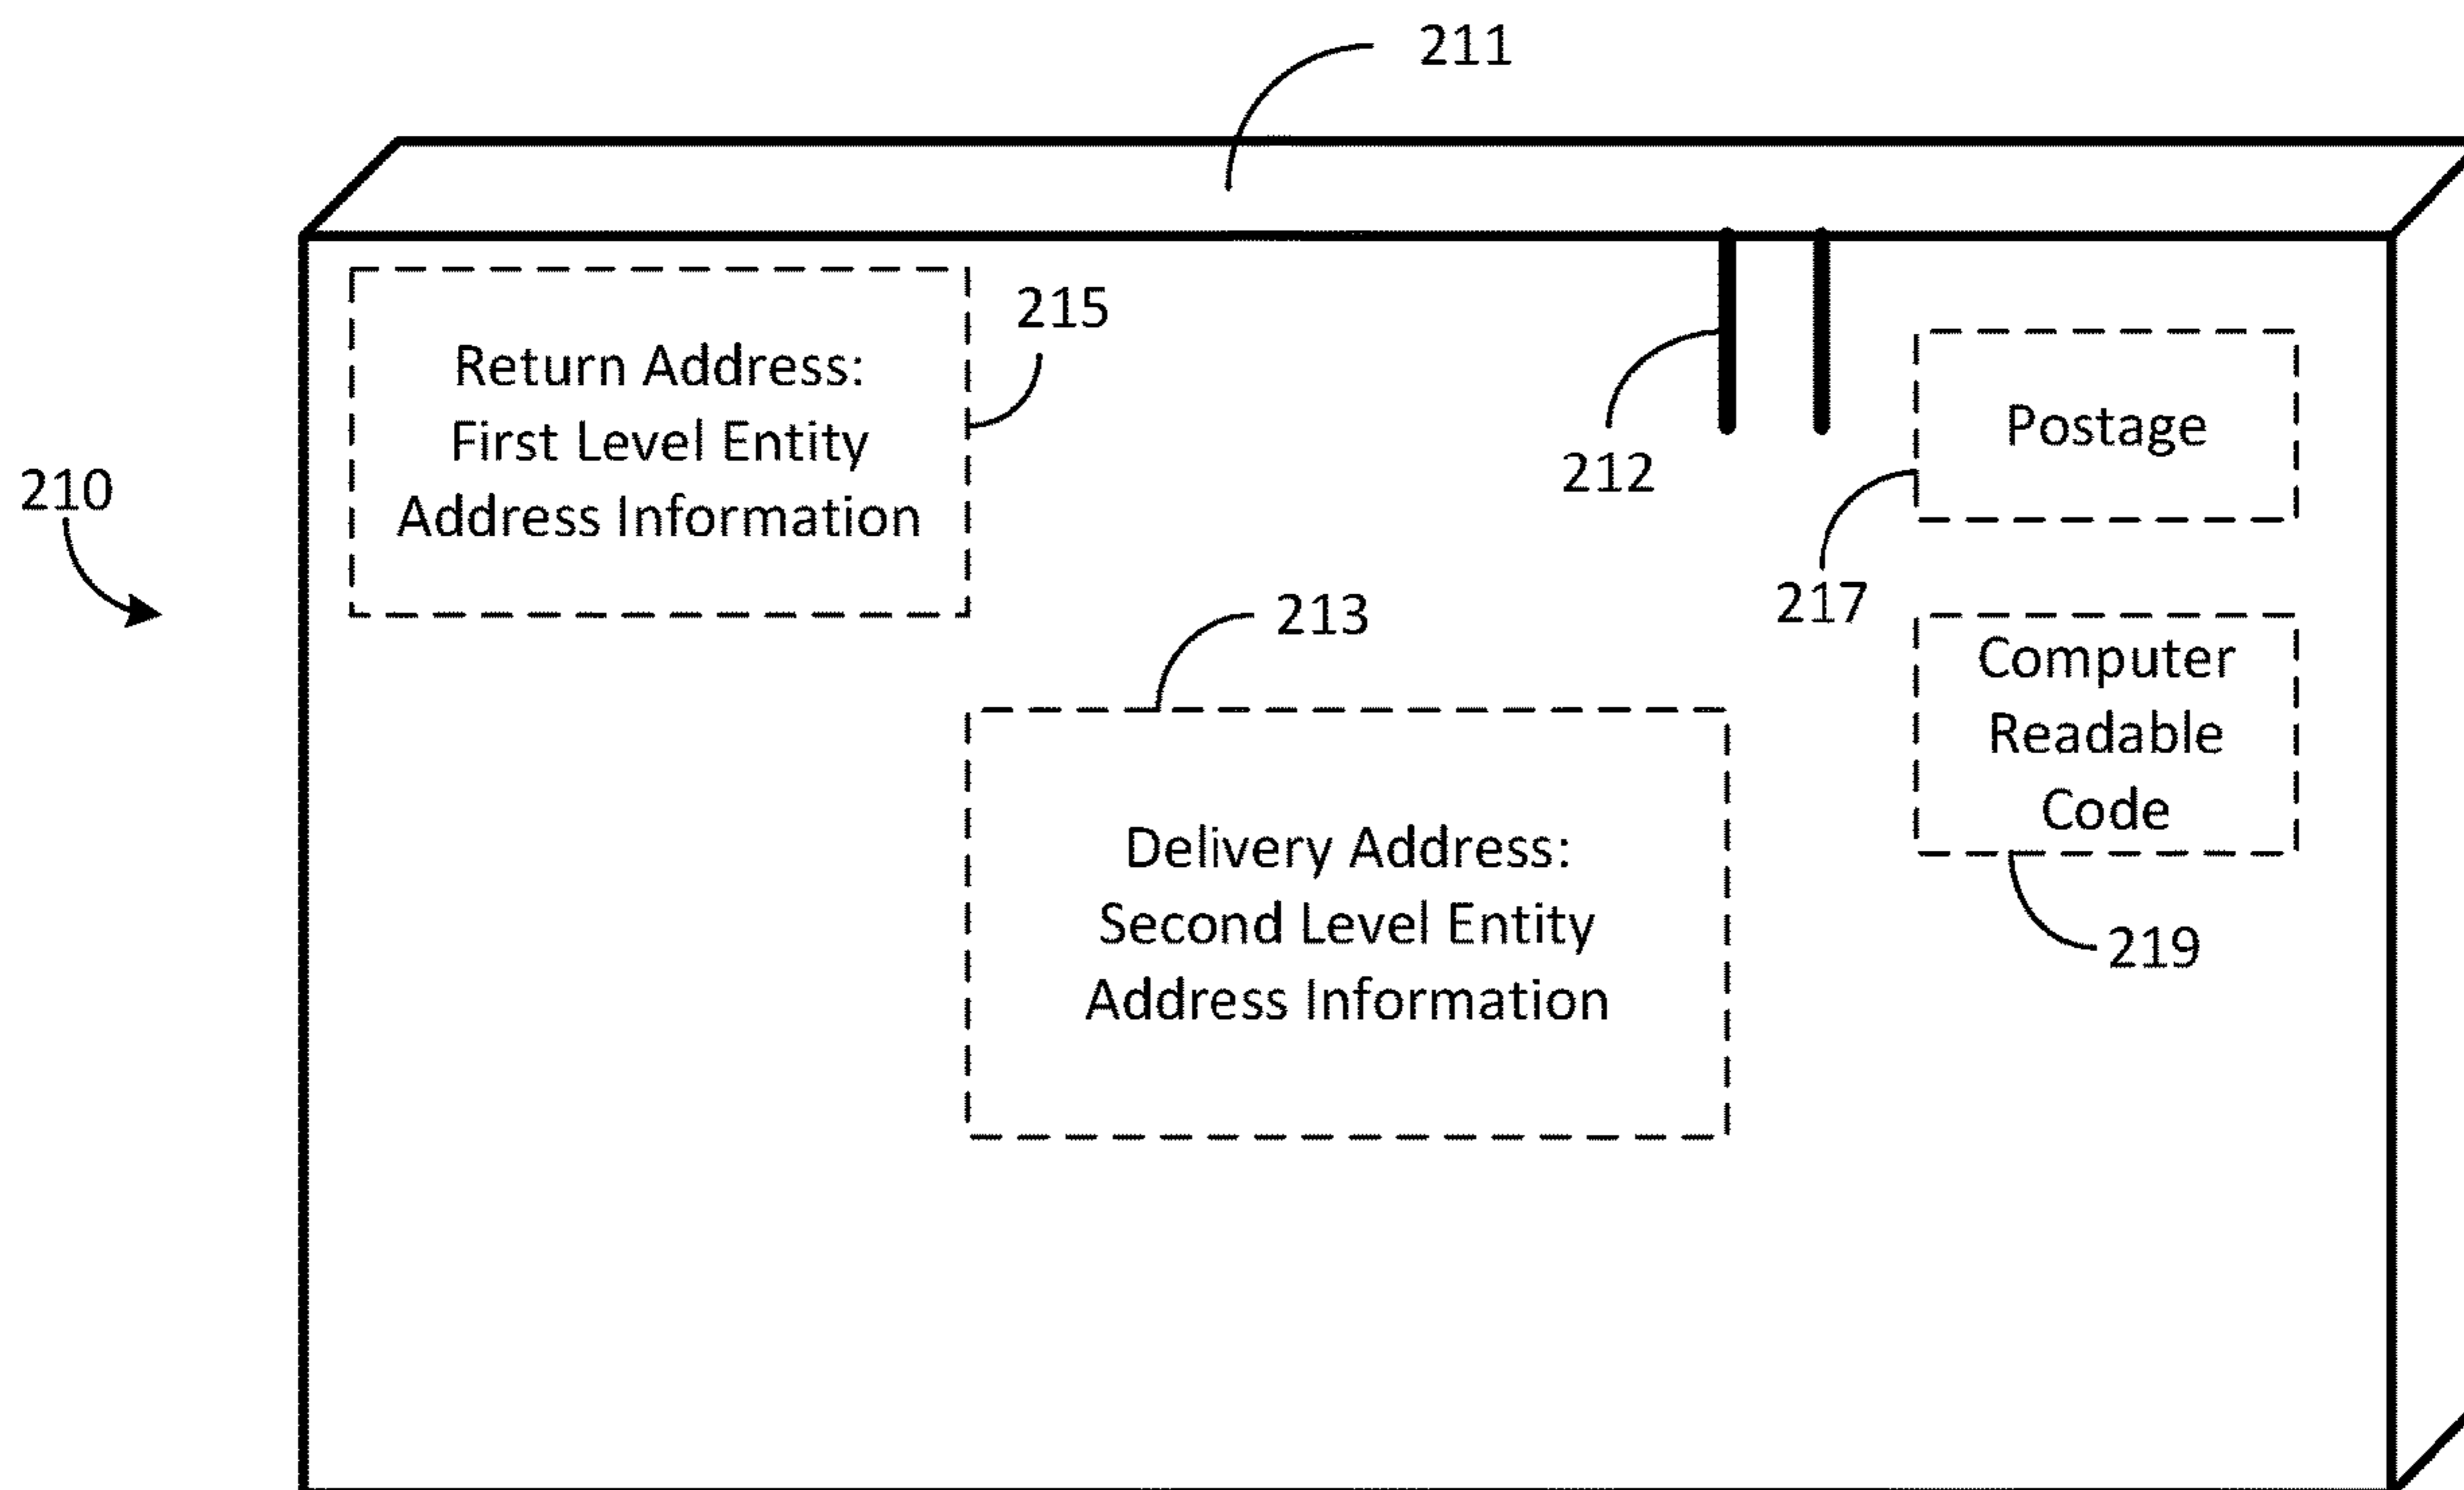 211
Return Address:
First Level Entity
Address Information
215
210
212
Postage
217
213
Computer
Readable
Code
219
Delivery Address:
Second Level Entity
Address Information